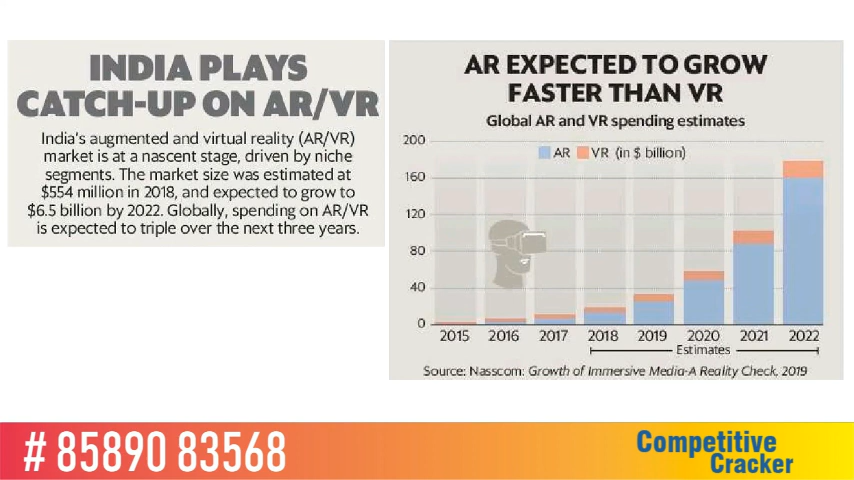 INDIA PLAYS
CATCH-UP ON AR/VR
India's augmented and virtual reality (AR/VR)
market is at a nascent stage, driven by niche
segments. The market size was estimated at
$554 million in 2018, and expected to grow to
$6.5 billion by 2022. Globally, spending on AR/VR
is expected to triple over the next three years.
AR EXPECTED TO GROW
FASTER THAN VR
Global AR and VR spending estimates
AR VR (in $ billion)
200
160
120
80
40
0
2015 2016 2017 2018 2019 2020 2021 2022
Estimates
Source: Nasscom: Growth of Immersive Media-A Reality Check, 2019
# 85890 83568
Competitive
Cracker